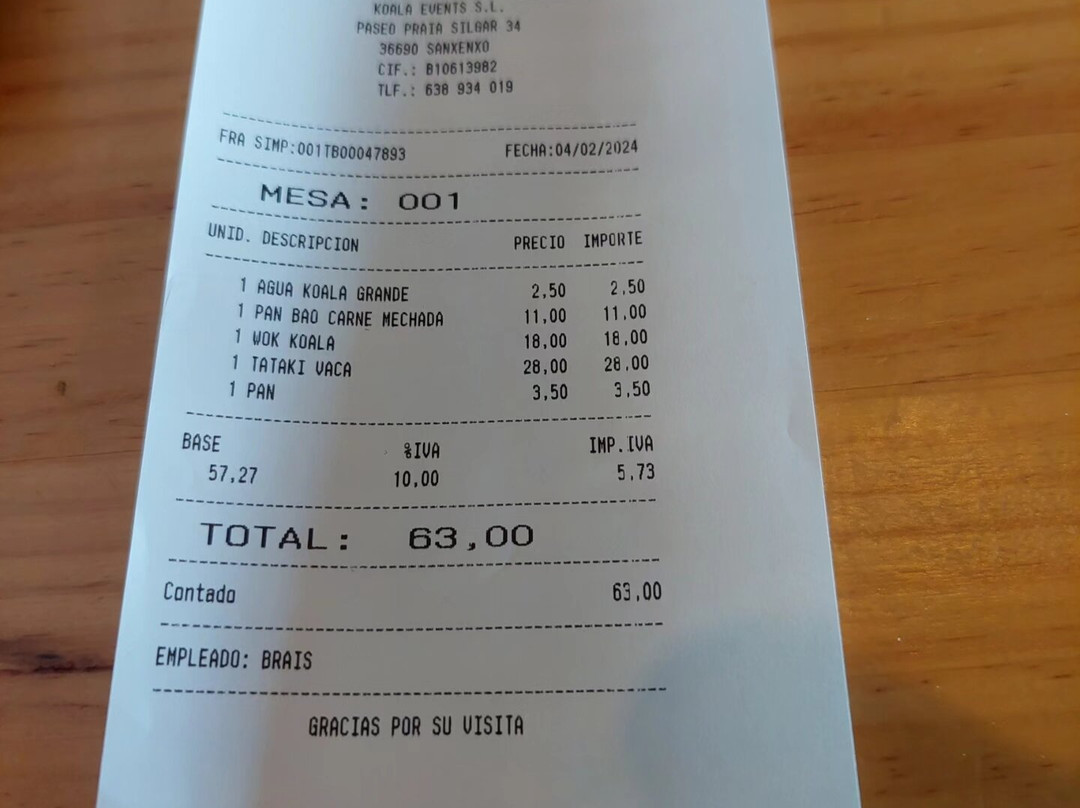 KOALA EVENTS S.L.
PASEO PRAIA SILGAR 34
36690 SANXENXO
CIF.: B10613982
TLF.: 638 934 019
FRA SIMP:001TB00047893 FECHA:04/02/2024
MESA: 001
UNID. DESCRIPCION PRECIO IMPORTE
1 AGUA KOALA GRANDE 2,50 2,50
1 PAN BAO CARNE MECHADA 11,00 11,00
1 WOK KOALA 18,00 18,00
1 TATAKI VACA 28,00 28,00
1 PAN 3,50 3,50
BASE %IVA IMP.IVA
57,27 10,00 5,73
TOTAL: 63,00
Contado 63,00
EMPLEADO: BRAIS
GRACIAS POR SU VISITA